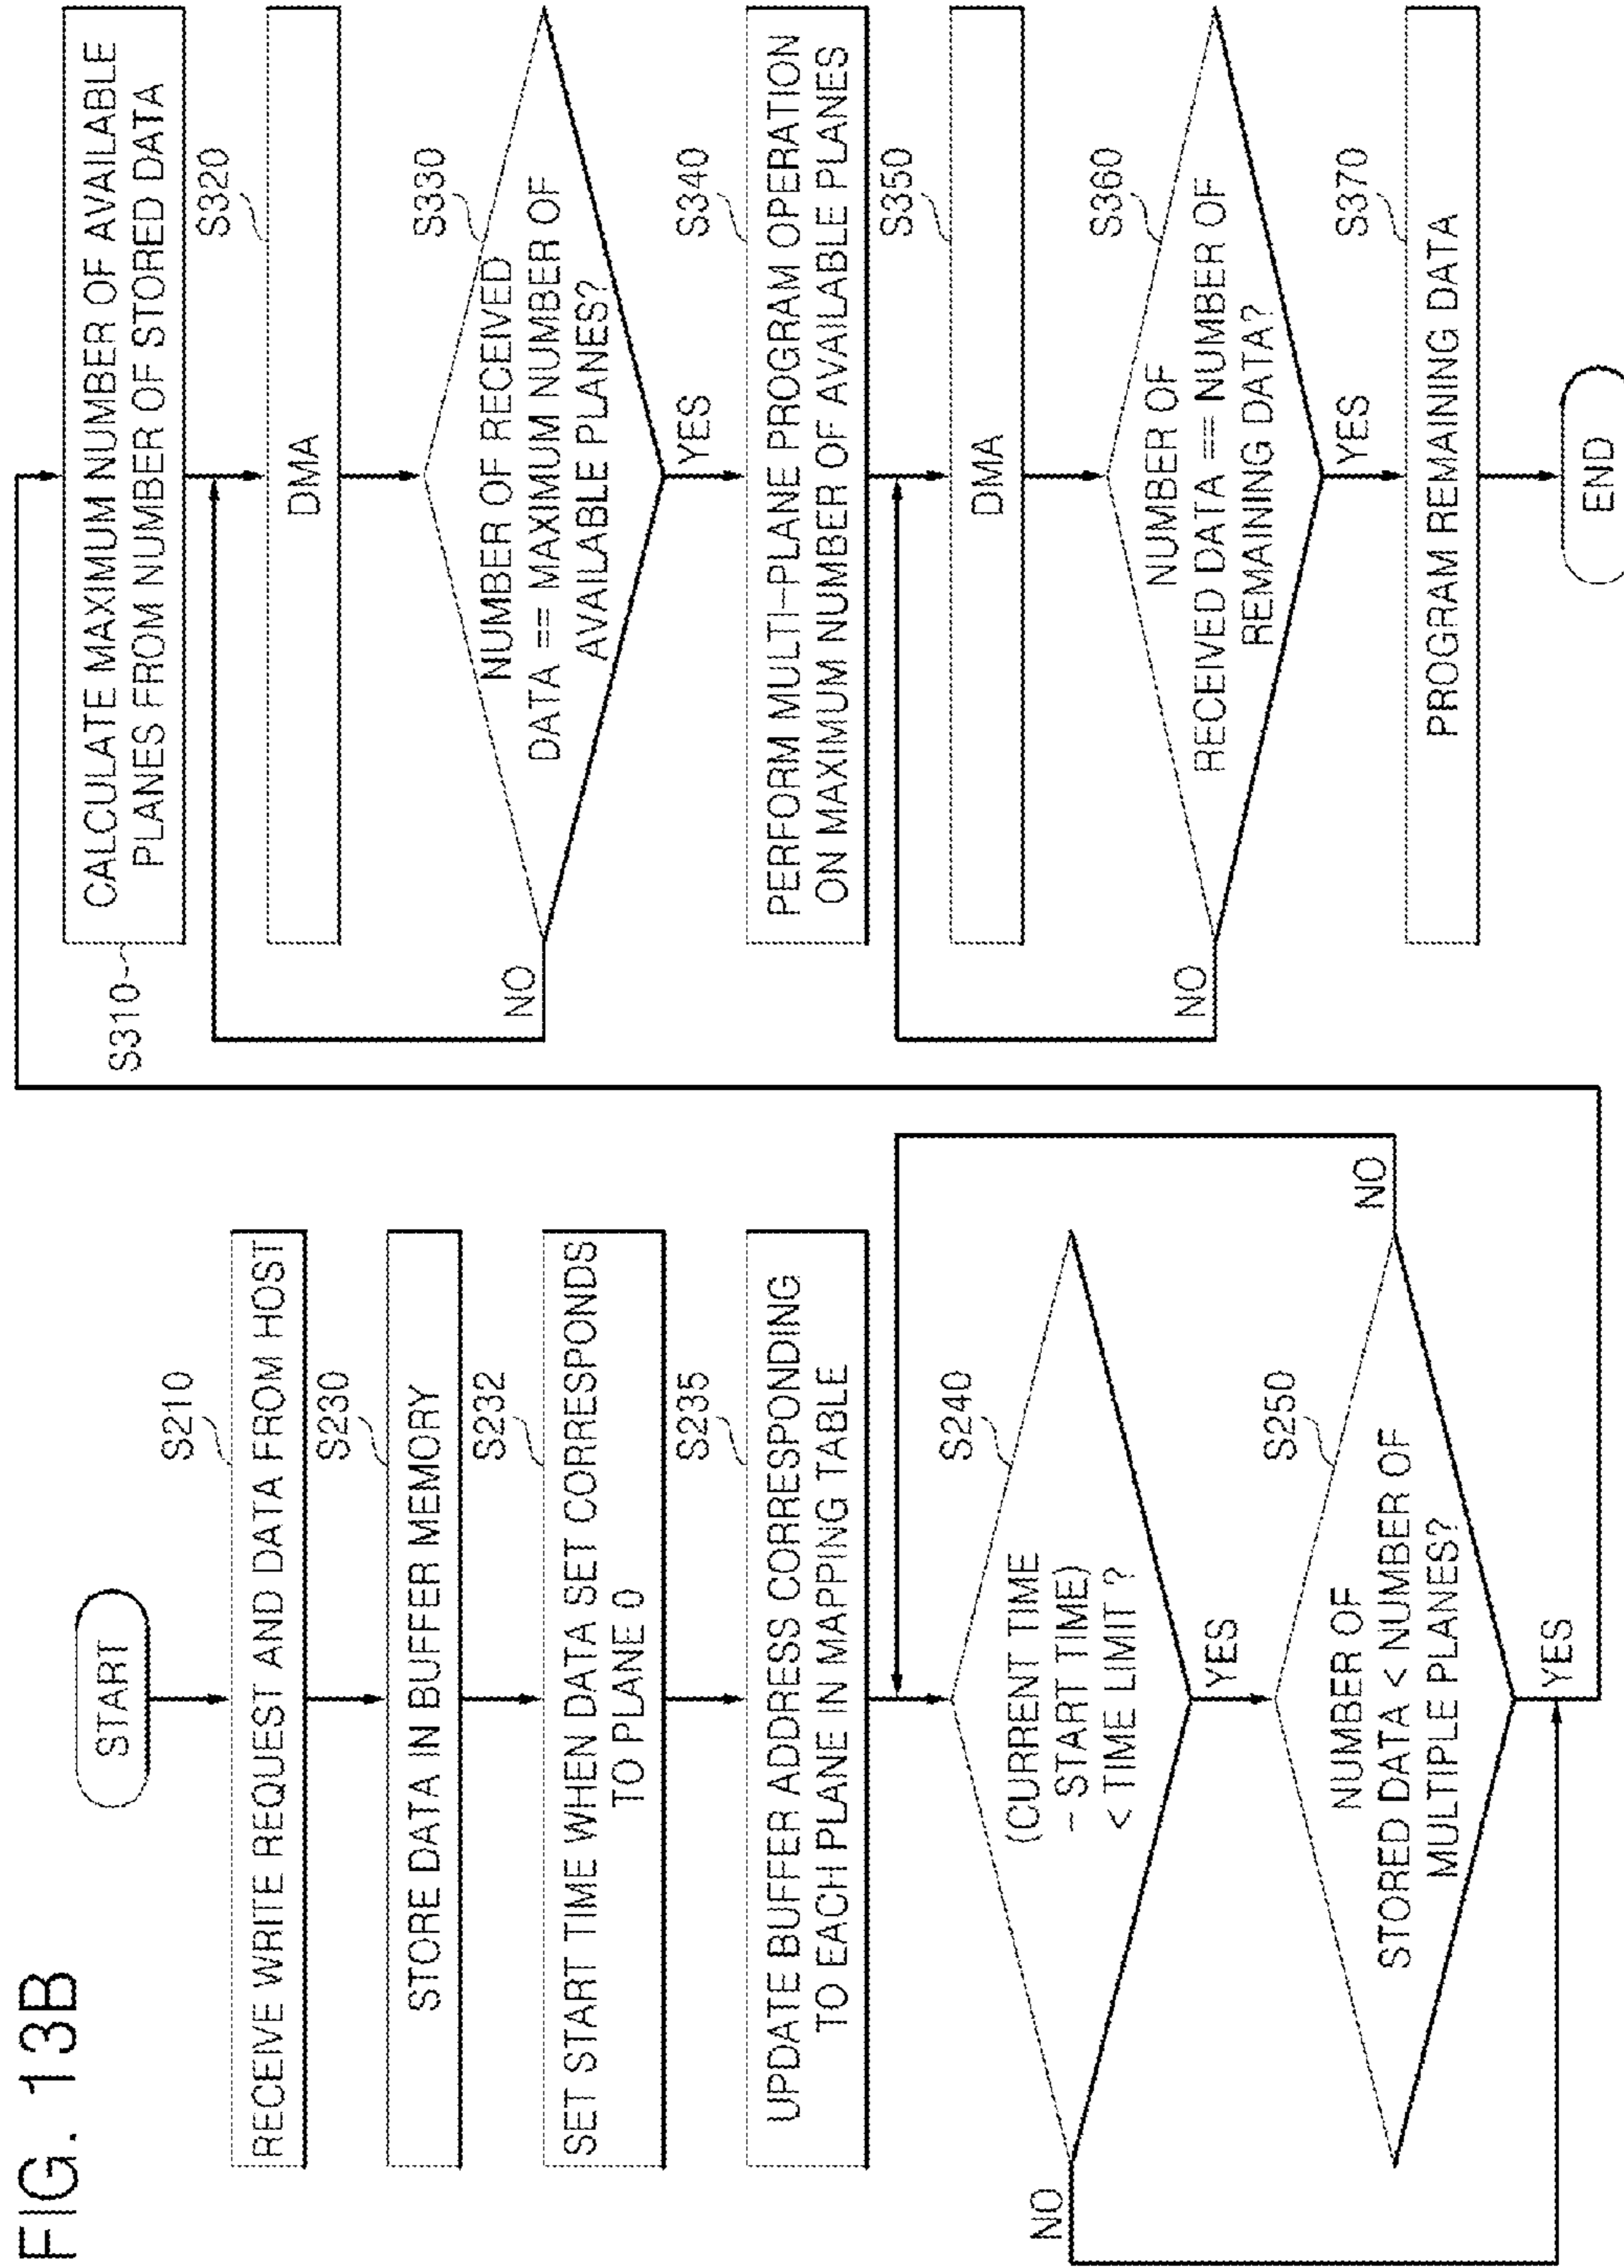 FIG. 13B
START
S210
RECEIVE WRITE REQUEST AND DATA FROM HOST
S230
STORE DATA IN BUFFER MEMORY
S232
SET START TIME WHEN DATA SET CORRESPONDS
TO PLANE 0
S235
UPDATE BUFFER ADDRESS CORRESPONDING
TO EACH PLANE IN MAPPING TABLE
S240
(CURRENT TIME
- START TIME)
< TIME LIMIT ?
NO
YES
S250
NUMBER OF
STORED DATA < NUMBER OF
MULTIPLE PLANES?
NO
YES
S310
CALCULATE MAXIMUM NUMBER OF AVAILABLE
PLANES FROM NUMBER OF STORED DATA
S320
DMA
S330
NUMBER OF RECEIVED
DATA == MAXIMUM NUMBER OF
AVAILABLE PLANES?
NO
YES
S340
PERFORM MULTI-PLANE PROGRAM OPERATION
ON MAXIMUM NUMBER OF AVAILABLE PLANES
S350
DMA
S360
NUMBER OF
RECEIVED DATA == NUMBER OF
REMAINING DATA?
NO
YES
S370
PROGRAM REMAINING DATA
END